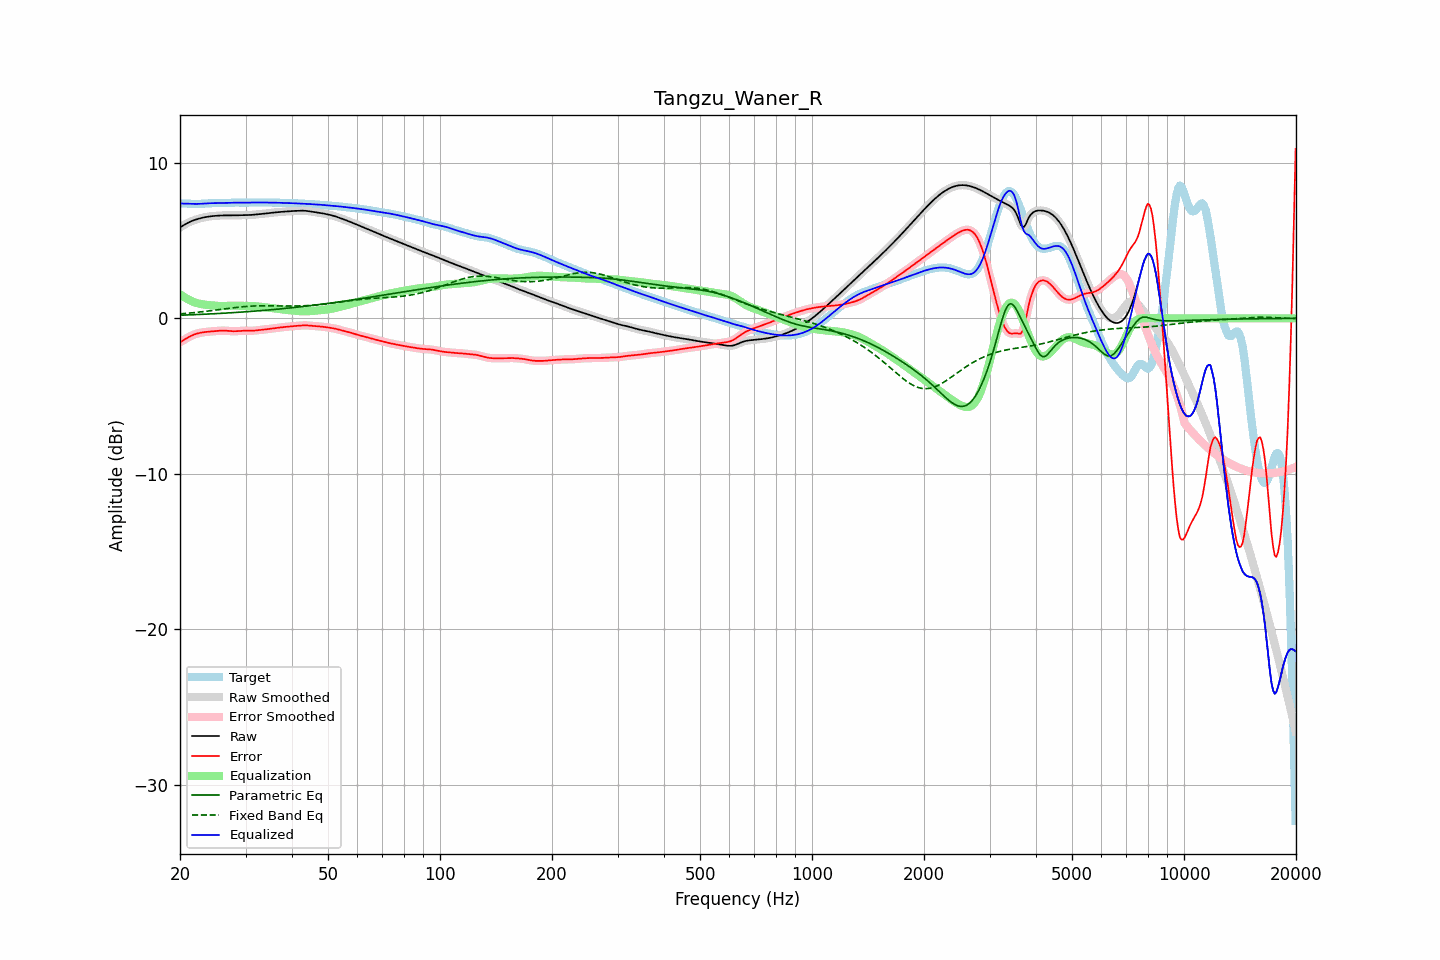 Tangzu_Waner_R
Amplitude (dBr)
10
0
−10
−20
−30
Target
Raw Smoothed
Error Smoothed
Raw
Error
Equalization
Parametric Eq
Fixed Band Eq
Equalized
20 50 100 200 500 1000 2000 5000 10000 20000
Frequency (Hz)